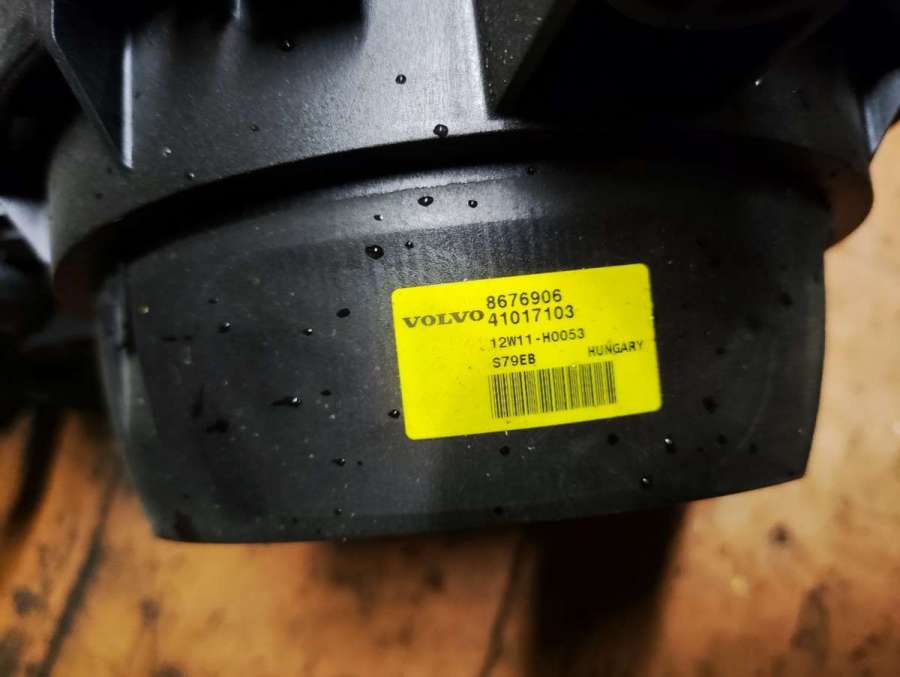 8676906
VOLVO 41017103
12W11-H0053
S79EB HUNGARY